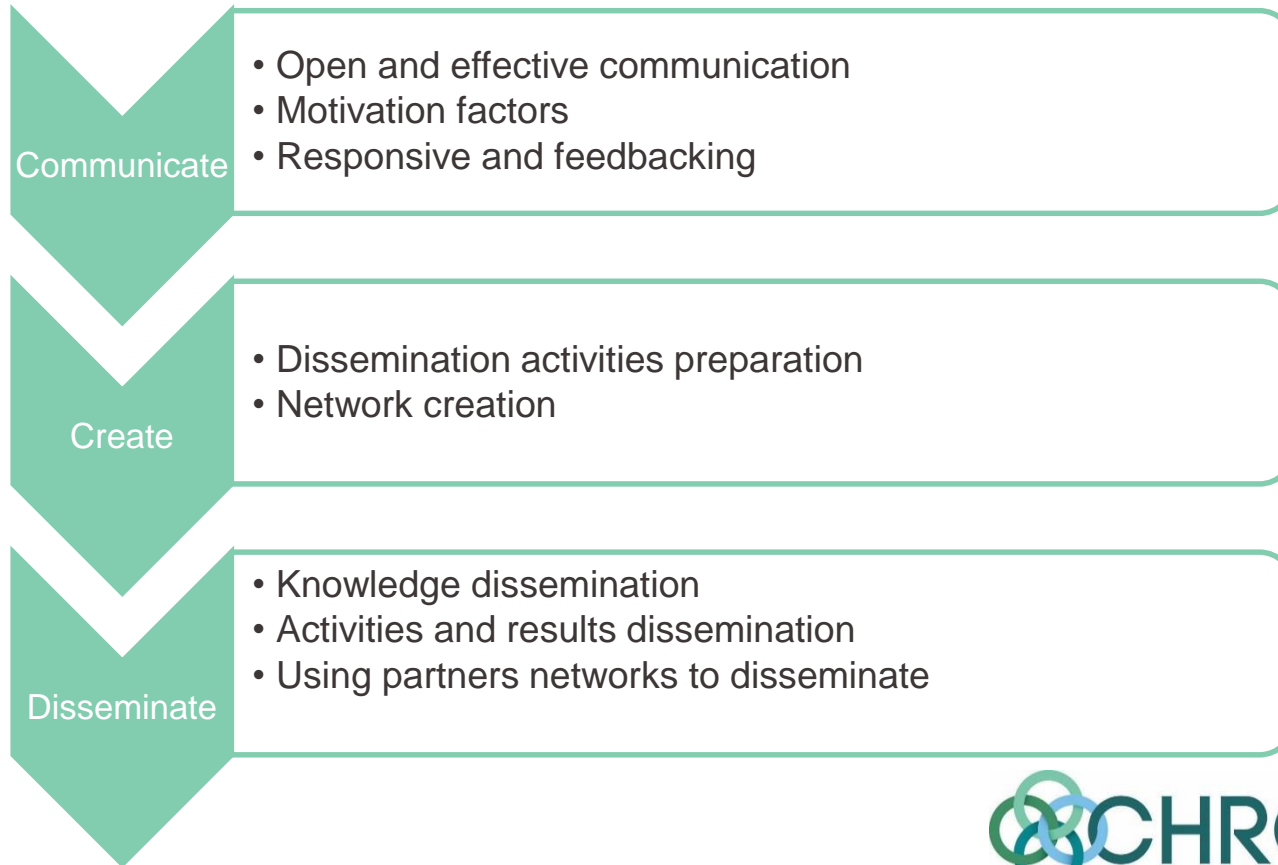 Communicate
• Open and effective communication
• Motivation factors
• Responsive and feedbacking
Create
• Dissemination activities preparation
• Network creation
Disseminate
• Knowledge dissemination
• Activities and results dissemination
• Using partners networks to disseminate